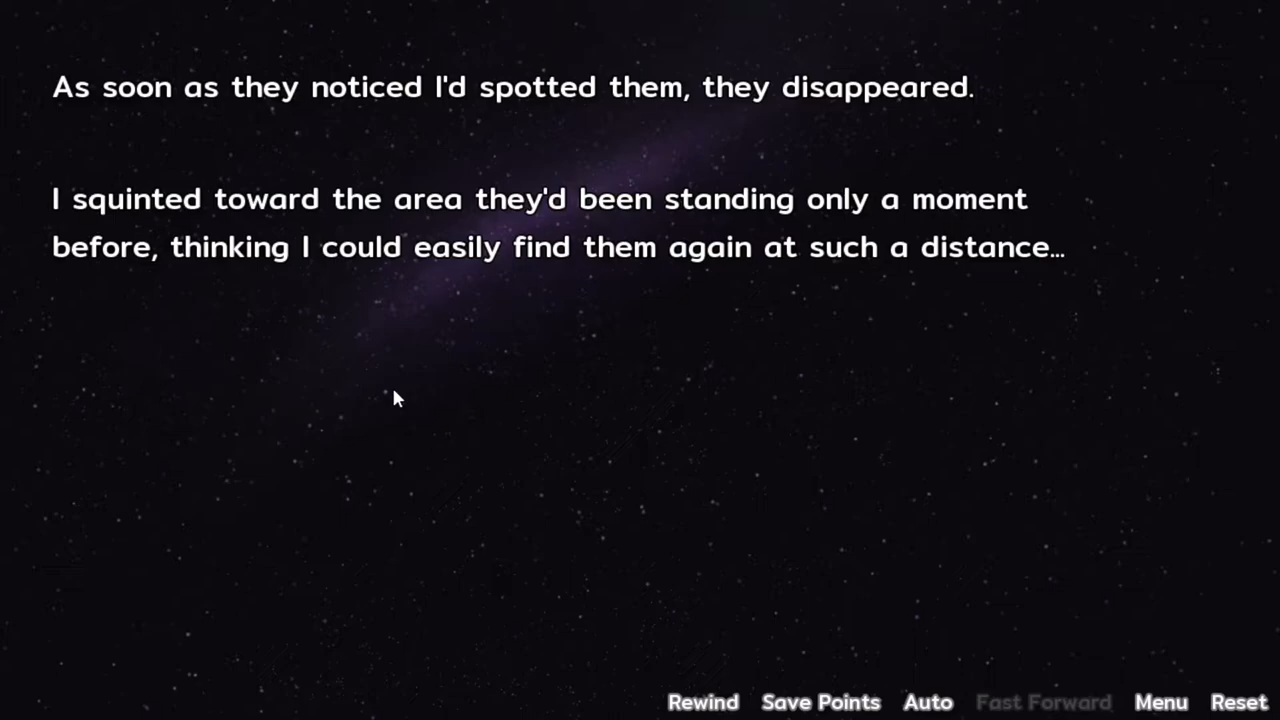 As soon as they noticed I'd spotted them, they disappeared.
I squinted toward the area they'd been standing only a moment
before, thinking I could easily find them again at such a distance...
Rewind Save Points Auto Fast Forward Menu Reset